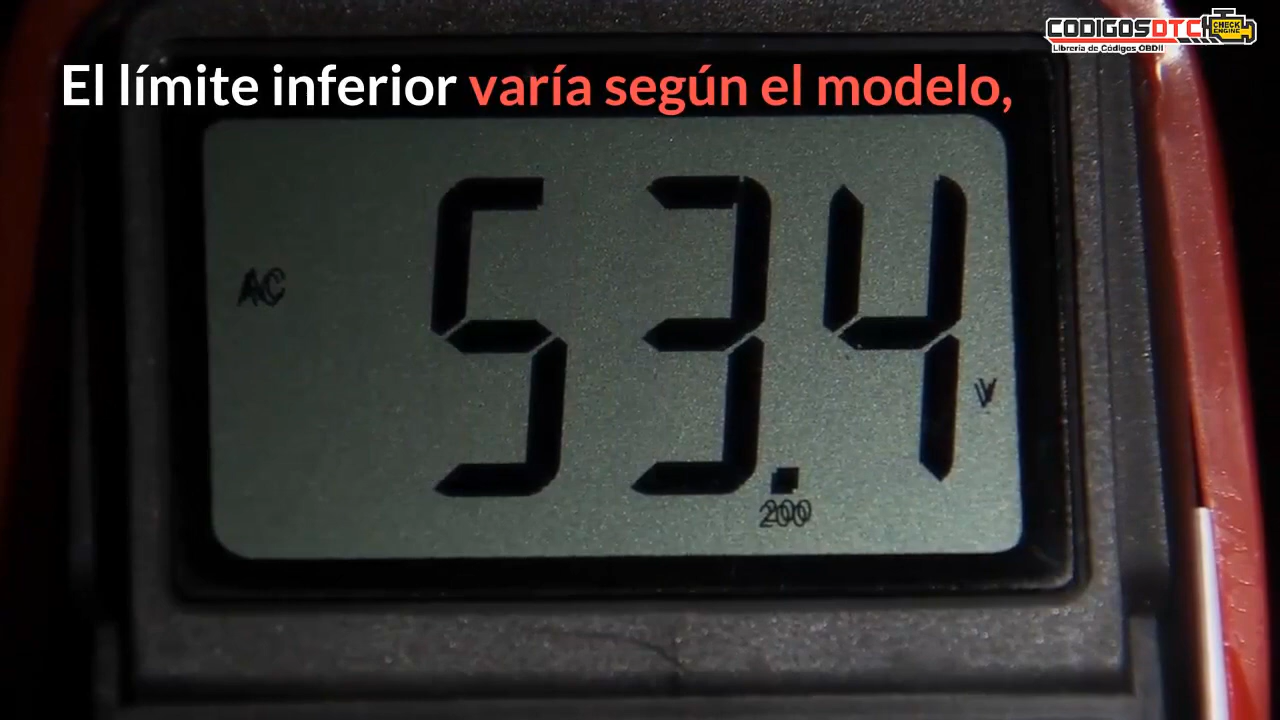 CODIGOSDTC
CHECK
ENGINE
Librería de Códigos OBDII
El límite inferior varía según el modelo,
AC
53.4
V
200